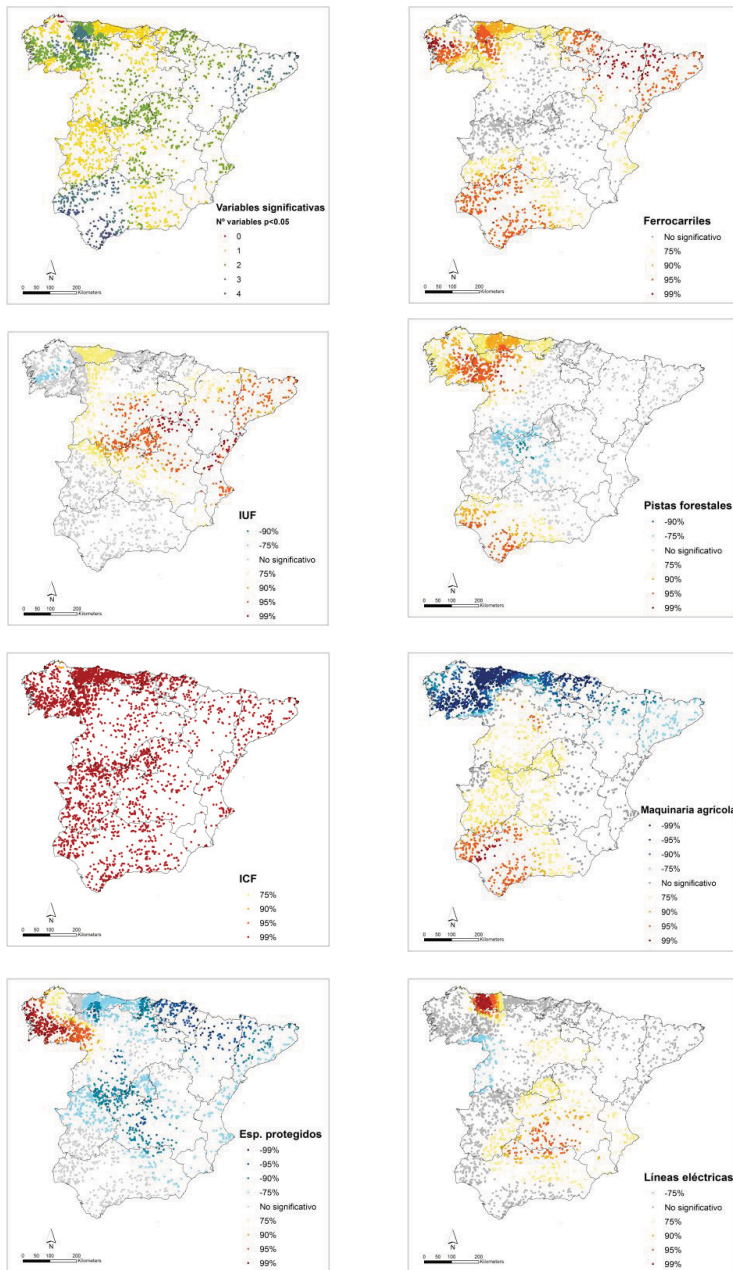 Variables significativas
Nº variables p<0.05
0
1
2
3
4
N
0 50 100 200
Kilometers
Ferrocarriles
No significativo
75%
90%
95%
99%
N
0 50 100 200
Kilometers
IUF
-90%
-75%
No significativo
75%
90%
95%
99%
N
0 50 100 200
Kilometers
Pistas forestales
-90%
-75%
No significativo
75%
90%
95%
99%
N
0 50 100 200
Kilometers
ICF
75%
90%
95%
99%
N
0 50 100 200
Kilometers
Maquinaria agrícola
-99%
-95%
-90%
-75%
No significativo
75%
90%
95%
99%
N
0 50 100 200
Kilometers
Esp. protegidos
-99%
-95%
-90%
-75%
No significativo
75%
90%
95%
99%
N
0 50 100 200
Kilometers
Líneas eléctricas
-75%
No significativo
75%
90%
95%
99%
N
0 50 100 200
Kilometers